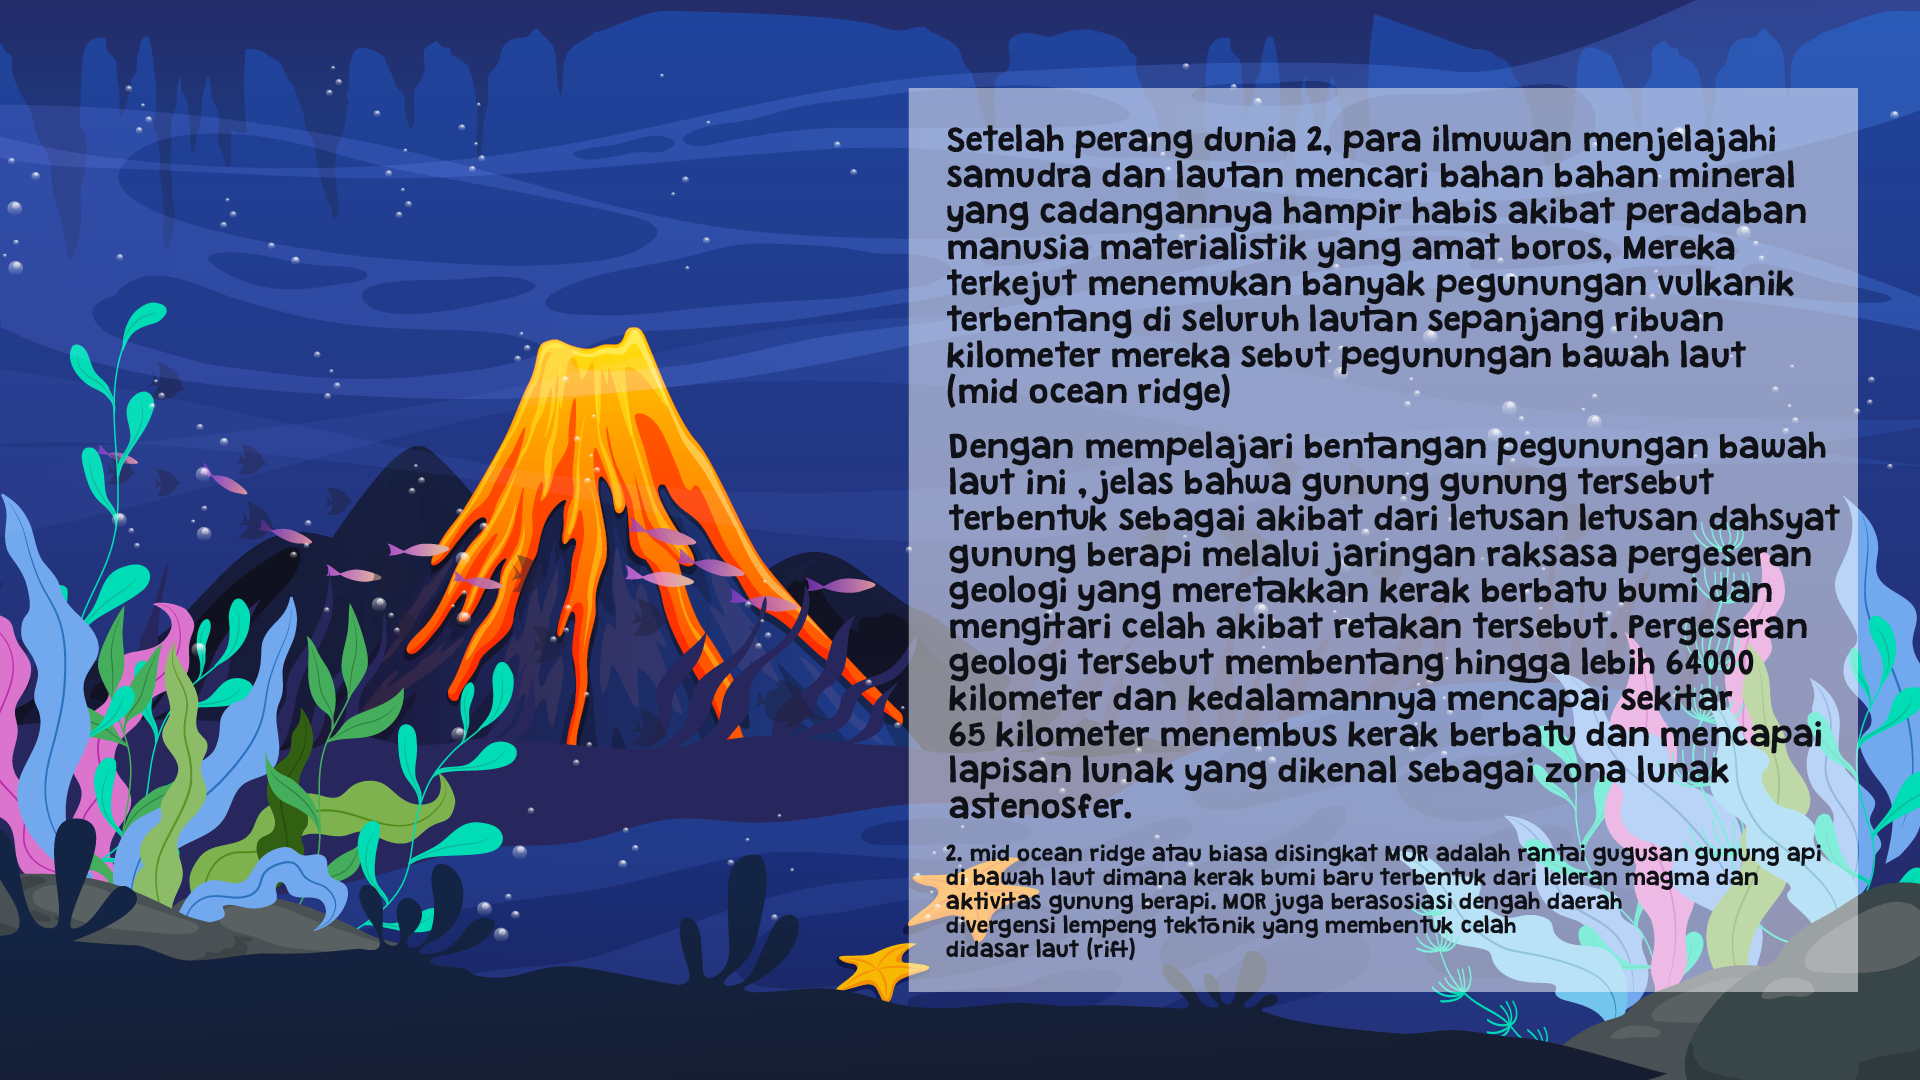 Setelah perang dunia 2, para ilmuwan menjelajahi
samudra dan lautan mencari bahan bahan mineral
yang cadangannya hampir habis akibat peradaban
manusia materialistik yang amat boros, Mereka
terkejut menemukan banyak pegunungan vulkanik
terbentang di seluruh lautan sepanjang ribuan
kilometer mereka sebut pegunungan bawah laut
(mid ocean ridge)
Dengan mempelajari bentangan pegunungan bawah
laut ini , jelas bahwa gunung gunung tersebut
terbentuk sebagai akibat dari letusan letusan dahsyat
gunung berapi melalui jaringan raksasa pergeseran
geologi yang meretakkan kerak berbatu bumi dan
mengitari celah akibat retakan tersebut. Pergeseran
geologi tersebut membentang hingga lebih 64000
kilometer dan kedalamannya mencapai sekitar
65 kilometer menembus kerak berbatu dan mencapai
lapisan lunak yang dikenal sebagai zona lunak
astenosfer.
2. mid ocean ridge atau biasa disingkat MOR adalah rantai gugusan gunung api
di bawah laut dimana kerak bumi baru terbentuk dari leleran magma dan
aktivitas gunung berapi. MOR juga berasosiasi dengah daerah
divergensi lempeng tektonik yang membentuk celah
didasar laut (rift)